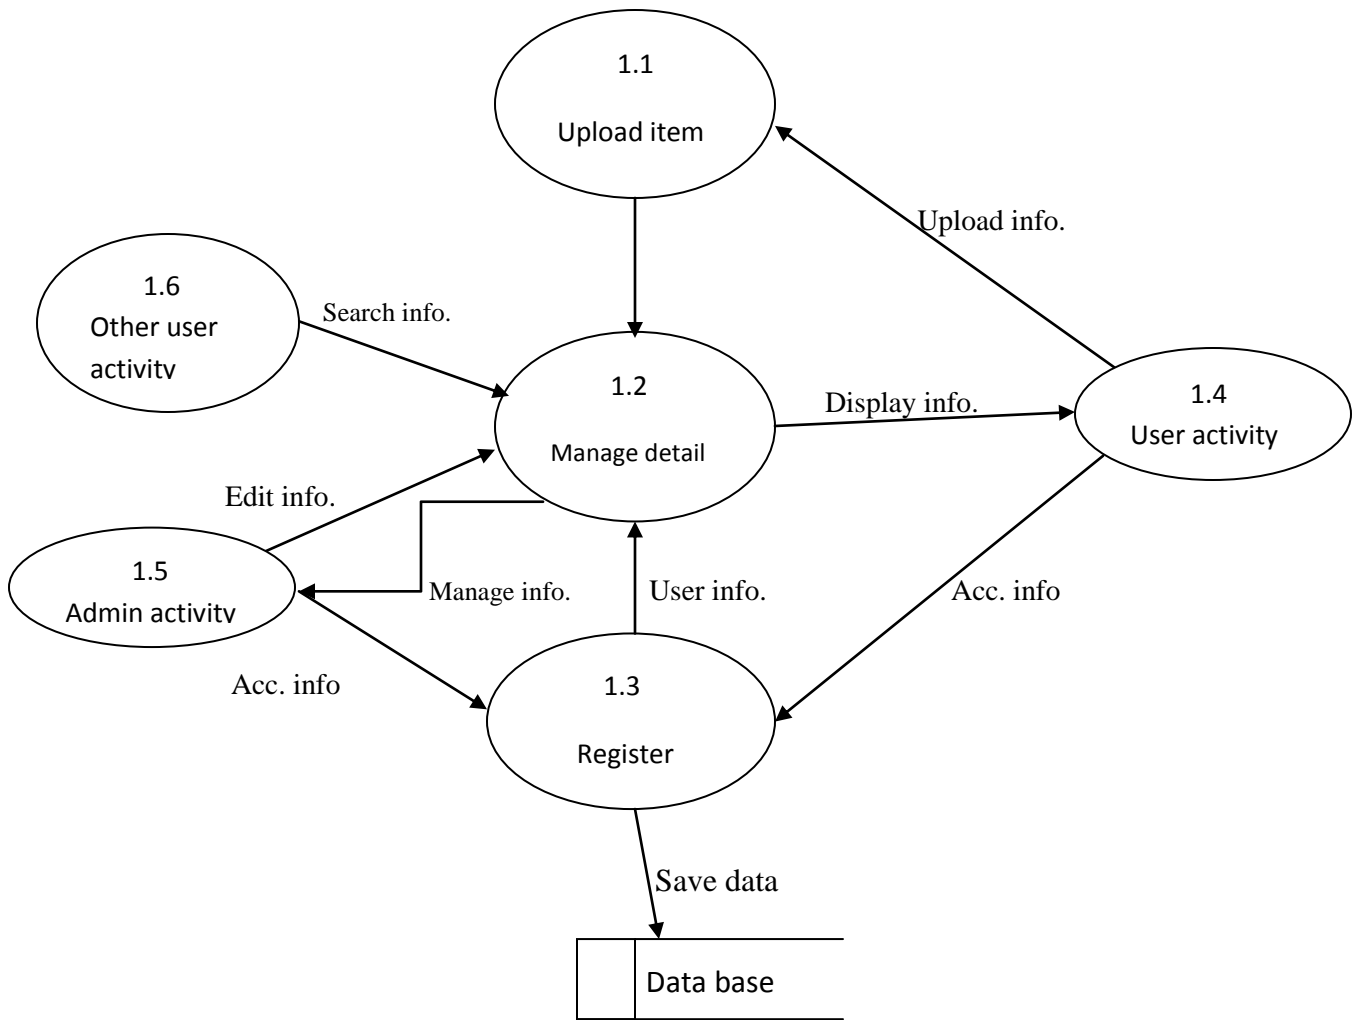 1.1
Upload item
Upload info.
1.6
Other user
activity
Search info.
1.2
Manage detail
Display info.
1.4
User activity
Edit info.
1.5
Admin activity
Manage info.
User info.
Acc. info
Acc. info
1.3
Register
Save data
Data base